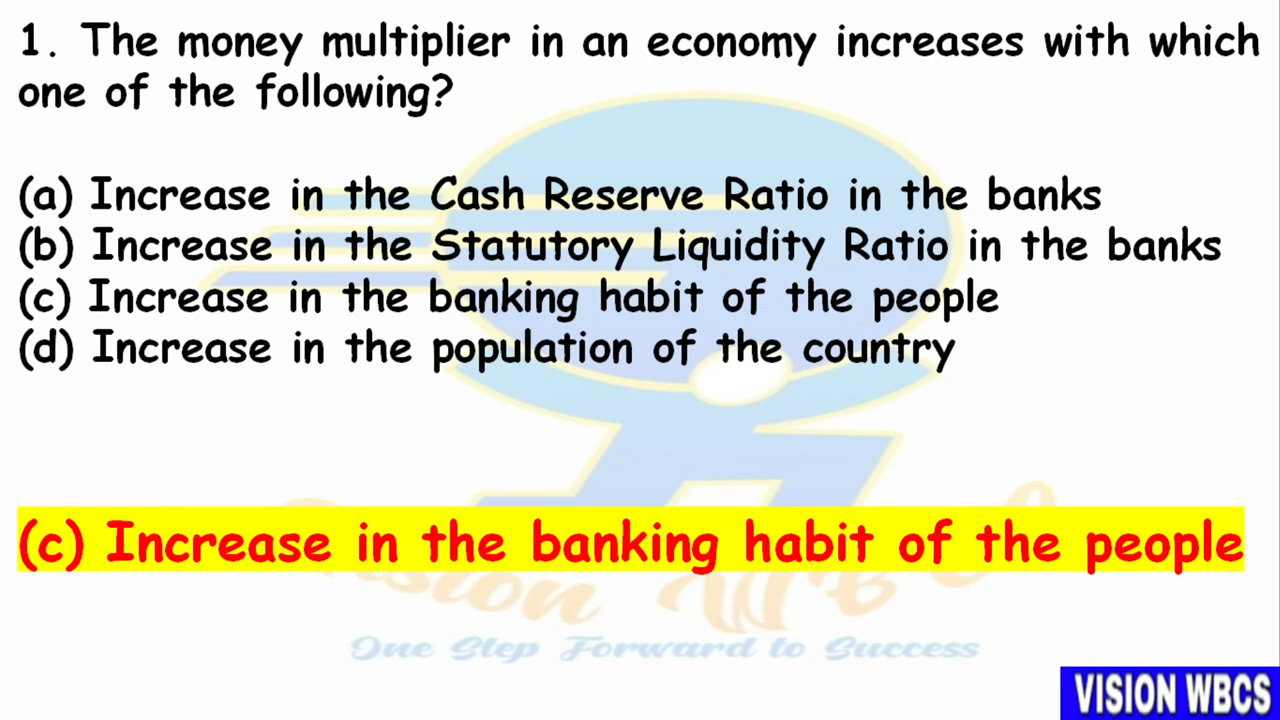 1. The money multiplier in an economy increases with which
one of the following?
(a) Increase in the Cash Reserve Ratio in the banks
(b) Increase in the Statutory Liquidity Ratio in the banks
(c) Increase in the banking habit of the people
(d) Increase in the population of the country
(c) Increase in the banking habit of the people
One Step Forward to Success
VISION WBCS